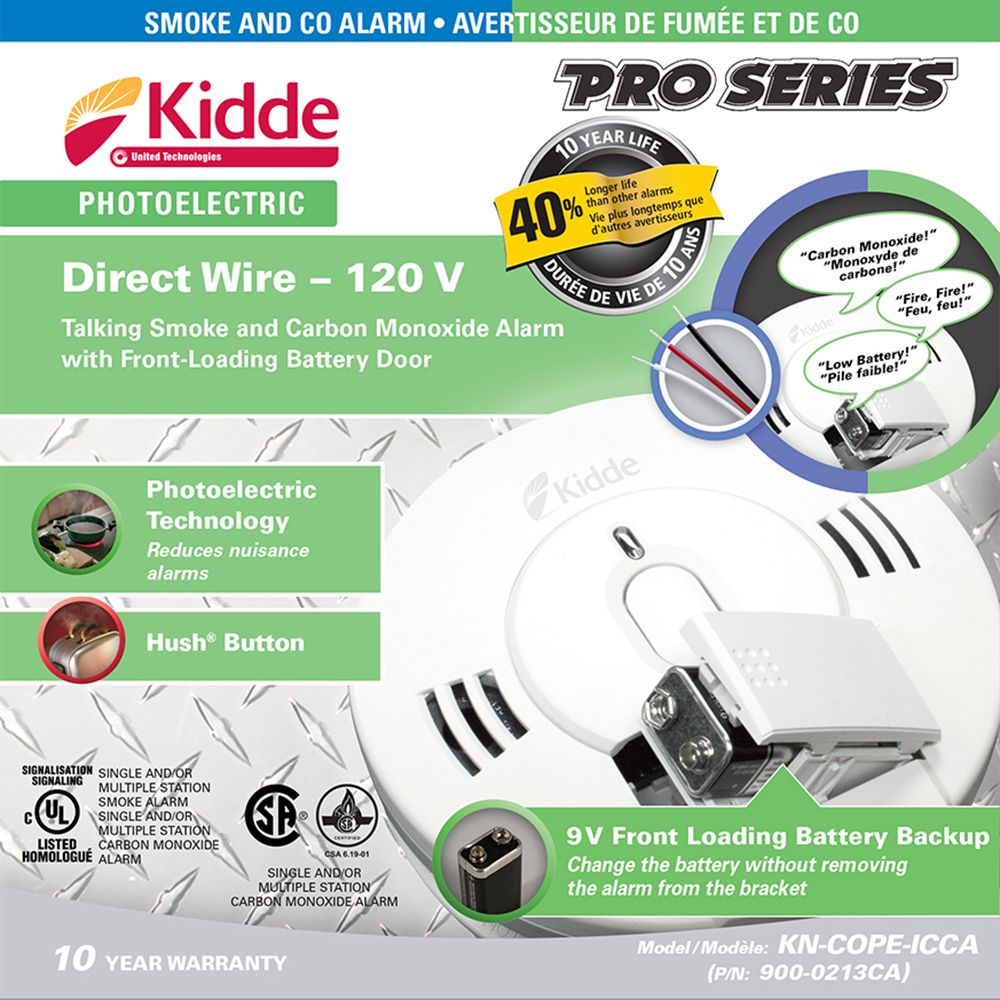 SMOKE AND CO ALARM • AVERTISSEUR DE FUMÉE ET DE CO
Kidde
United Technologies
PRO SERIES
PHOTOELECTRIC
10 YEAR LIFE
40%
Longer life
than other alarms
Vie plus longtemps que
d'autres avertisseurs
DURÉE DE VIE DE 10 ANS
Direct Wire – 120 V
Talking Smoke and Carbon Monoxide Alarm
with Front-Loading Battery Door
"Carbon Monoxide!"
"Monoxyde de
carbone!"
"Fire, Fire!"
"Feu, feu!"
Kidde
"Low Battery!"
"Pile faible!"
Kidde
Photoelectric
Technology
Reduces nuisance
alarms
Hush® Button
SIGNALISATION
SIGNALING
C UL
LISTED
HOMOLOGUÉ
SINGLE AND/OR
MULTIPLE STATION
SMOKE ALARM
SINGLE AND/OR
MULTIPLE STATION
CARBON MONOXIDE
ALARM
SA ®
CERTIFIED
CSA 6.19-01
SINGLE AND/OR
MULTIPLE STATION
CARBON MONOXIDE ALARM
9V Front Loading Battery Backup
Change the battery without removing
the alarm from the bracket
10 YEAR WARRANTY
Model/Modèle: KN-COPE-ICCA
(P/N: 900-0213CA)